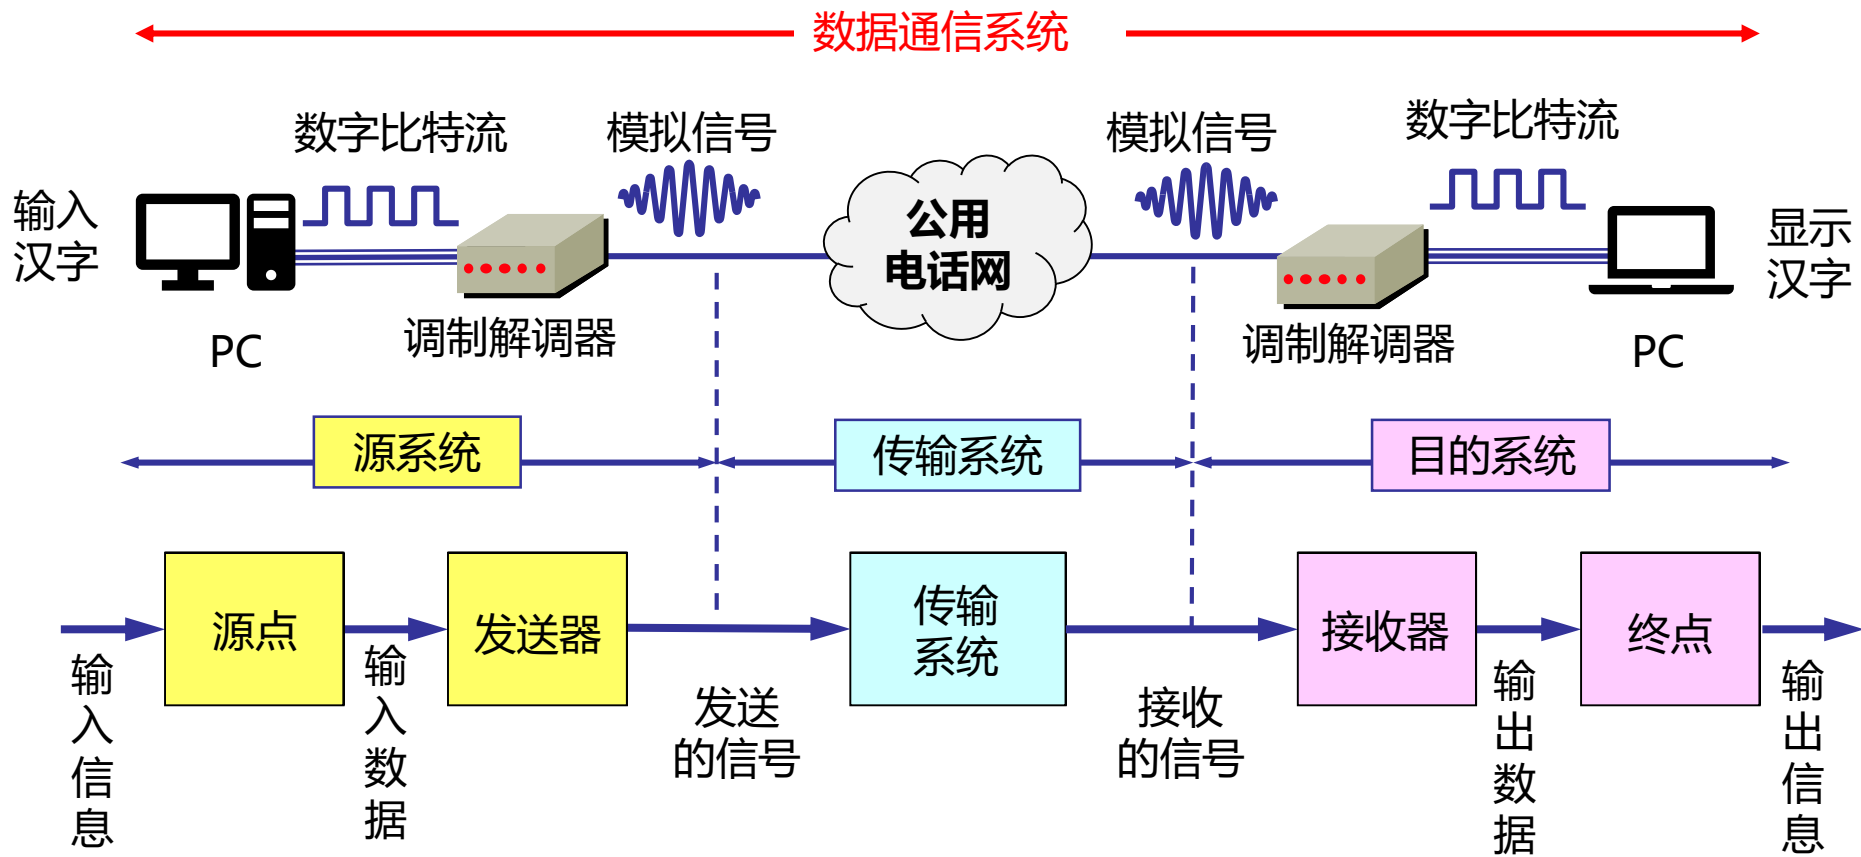 数据通信系统
数字比特流
模拟信号
模拟信号
数字比特流
输入
汉字
公用
电话网
显示
汉字
PC
调制解调器
调制解调器
PC
源系统
传输系统
目的系统
源点
发送器
传输
系统
接收器
终点
输入信息
输入数据
发送
的信号
接收
的信号
输出数据
输出信息